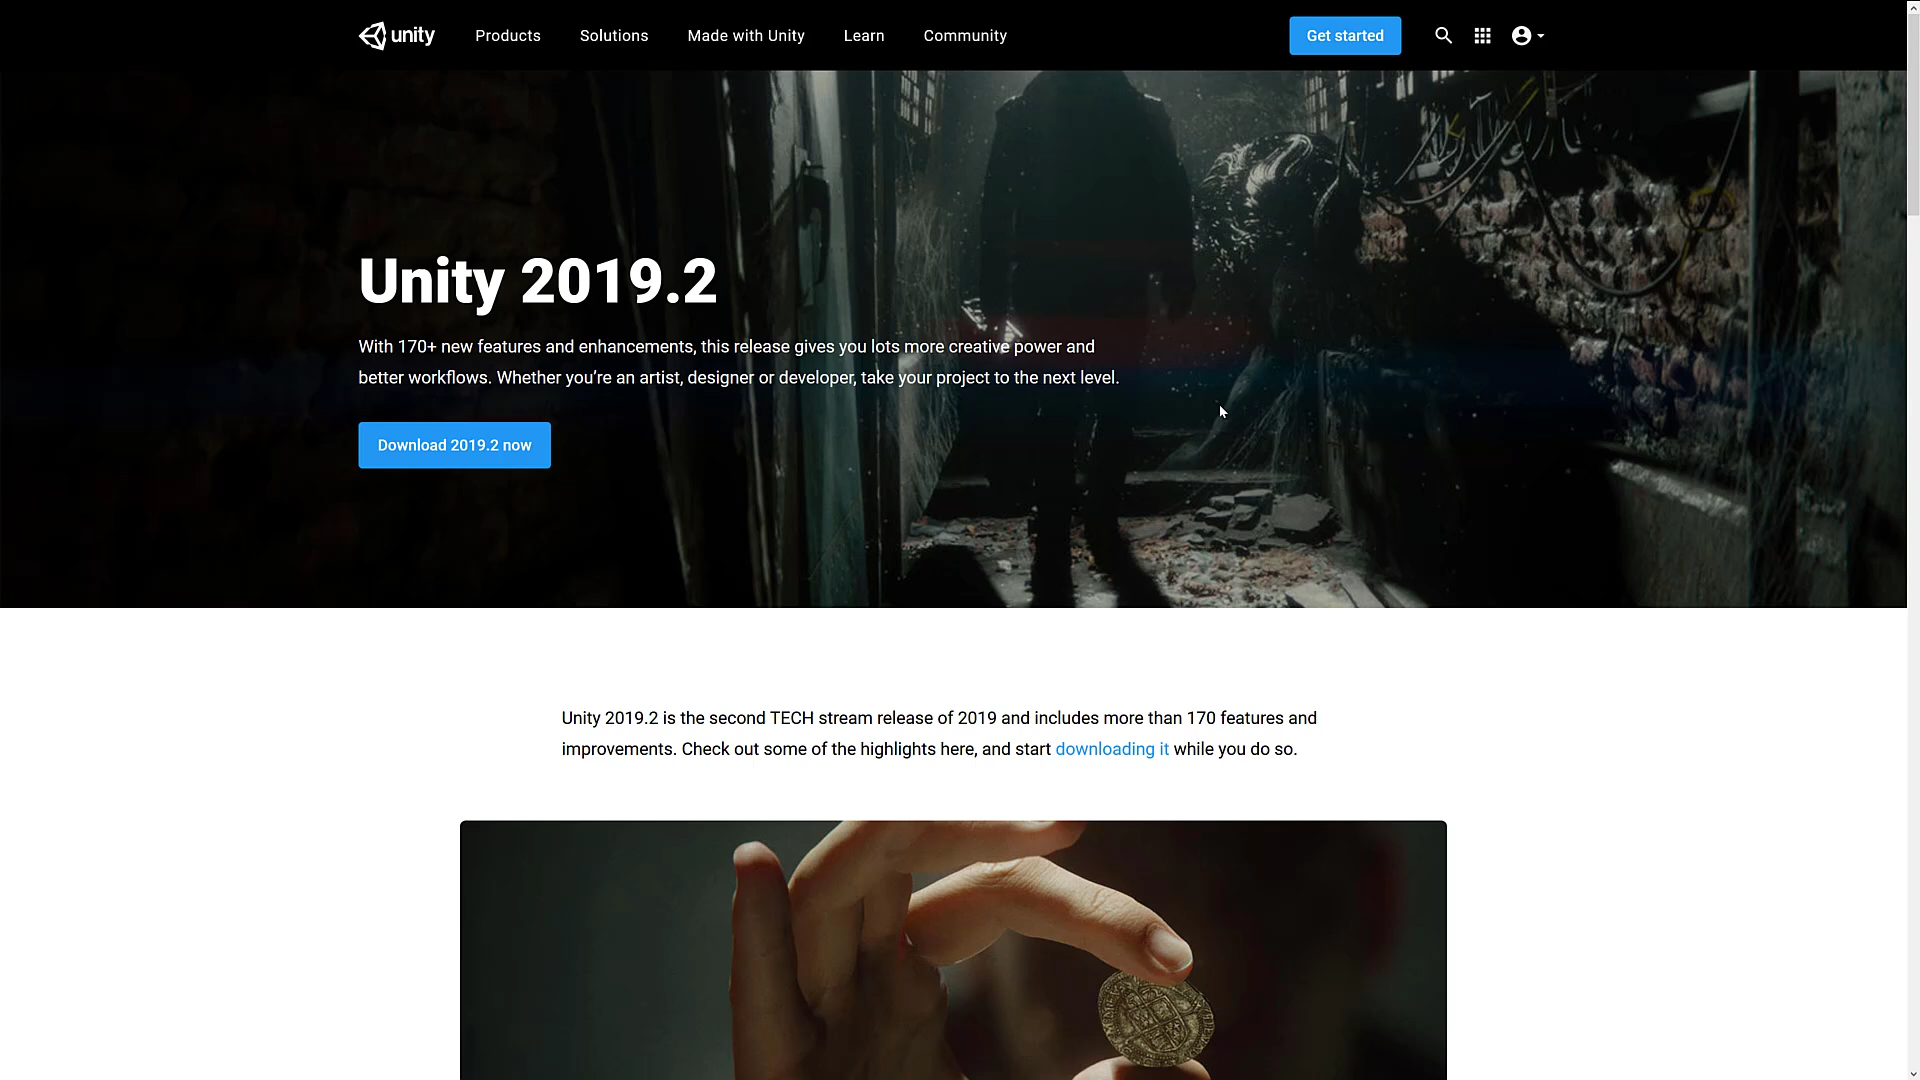 unity
Products
Solutions
Made with Unity
Learn
Community
Get started
Unity 2019.2
With 170+ new features and enhancements, this release gives you lots more creative power and
better workflows. Whether you’re an artist, designer or developer, take your project to the next level.
Download 2019.2 now
Unity 2019.2 is the second TECH stream release of 2019 and includes more than 170 features and
improvements. Check out some of the highlights here, and start downloading it while you do so.